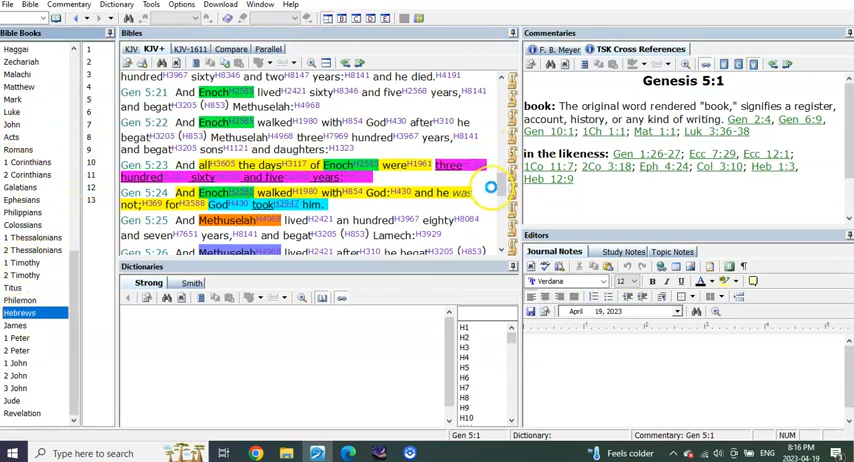 File Bible Commentary Dictionary Tools Options Download Window Help
B C D E
Bible Books
Haggai
Zechariah
Malachi
Matthew
Mark
Luke
John
Acts
Romans
1 Corinthians
2 Corinthians
Galatians
Ephesians
Philippians
Colossians
1 Thessalonians
2 Thessalonians
1 Timothy
2 Timothy
Titus
Philemon
Hebrews
James
1 Peter
2 Peter
1 John
2 John
3 John
Jude
Revelation
1
2
3
4
5
6
7
8
9
10
11
12
13
Bibles
KJV KJV+ KJV-1611 Compare Parallel
hundredH3967 sixtyH8346 and twoH8147 years:H8141 and he died.H4191
Gen 5:21 And EnochH2585 livedH2421 sixtyH8346 and fiveH2568 years,H8141
and begatH3205 (H853) Methuselah:H4968
Gen 5:22 And EnochH2585 walkedH1980 withH854 GodH430 afterH310 he
begatH3205 (H853) MethuselahH4968 threeH7969 hundredH3967 years,H8141
and begatH3205 sonsH1121 and daughters:H1323
Gen 5:23 And allH3605 the daysH3117 of EnochH2585 wereH1961 three
hundred sixty and five years:
Gen 5:24 And EnochH2585 walkedH1980 withH854 God:H430 and he was
not;H369 forH3588 GodH430 tookH3947 him.
Gen 5:25 And MethuselahH4968 livedH2421 an hundredH3967 eightyH8084
and sevenH7651 years,H8141 and begatH3205 (H853) Lamech:H3929
Gen 5:26 And MethuselahH4968 livedH2421 afterH310 he begatH3205 (H853)
Dictionaries
Strong Smith
H1
H2
H3
H4
H5
H6
H7
H8
H9
H10
Commentaries
F. B. Meyer TSK Cross References
Genesis 5:1
book: The original word rendered "book," signifies a register,
account, history, or any kind of writing. Gen 2:4, Gen 6:9,
Gen 10:1; 1Ch 1:1; Mat 1:1; Luk 3:36-38
in the likeness: Gen 1:26-27; Ecc 7:29, Ecc 12:1;
1Co 11:7; 2Co 3:18; Eph 4:24; Col 3:10; Heb 1:3,
Heb 12:9
Editors
Journal Notes Study Notes Topic Notes
Verdana 12 B I U A
April 19, 2023
1 2 3 4 5
Gen 5:1 Dictionary: Commentary: Gen 5:1 NUM
Type here to search
Feels colder
ENG
8:16 PM
2023-04-19